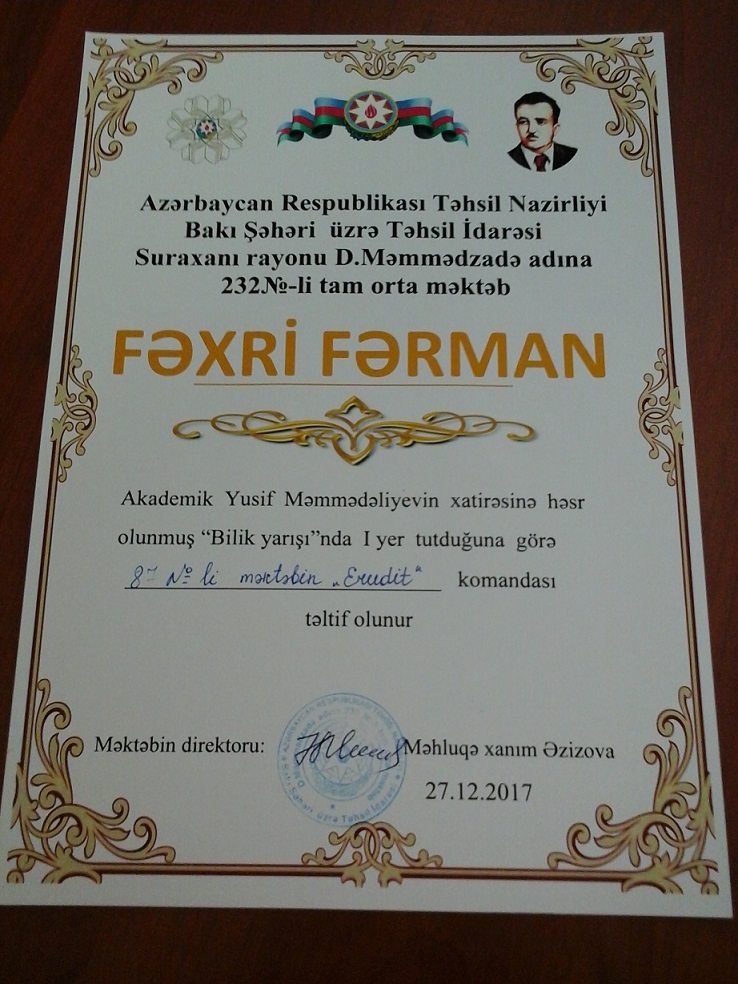 Azərbaycan Respublikası Təhsil Nazirliyi
Bakı Şəhəri üzrə Təhsil İdarəsi
Suraxanı rayonu D.Məmmədzadə adına
232№-li tam orta məktəb
FƏXRİ FƏRMAN
Akademik Yusif Məmmədəliyevin xatirəsinə həsr
olunmuş “Bilik yarışı”nda I yer tutduğuna görə
№ li məktəbin „Erudit“ komandası
təltif olunur
Məktəbin direktoru: Məhluqə xanım Əzizova
27.12.2017